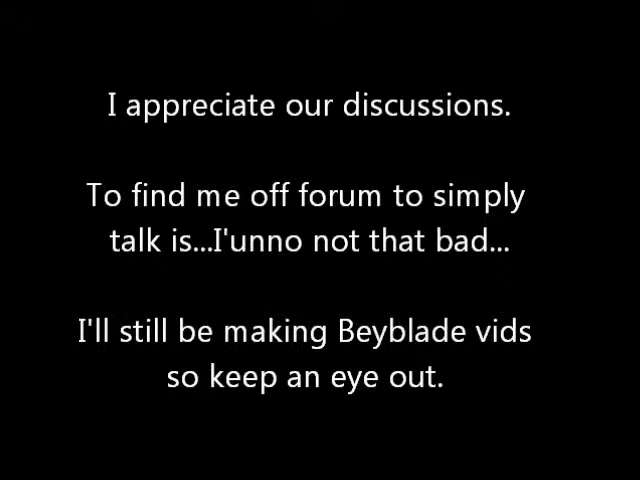 I appreciate our discussions.
To find me off forum to simply
talk is...I'unno not that bad...
I'll still be making Beyblade vids
so keep an eye out.